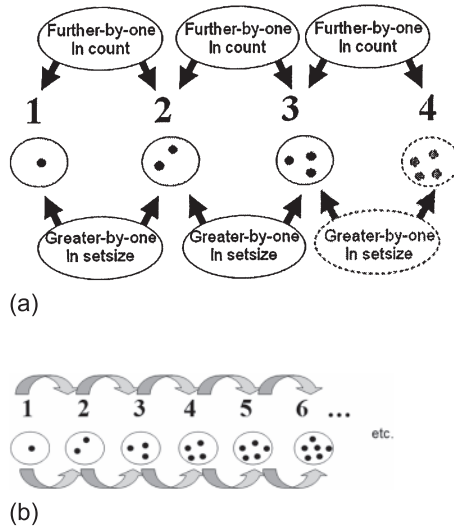 Further-by-one Further-by-one Further-by-one
In count In count In count
1 2 3 4
Greater-by-one Greater-by-one Greater-by-one
In setsize In setsize In setsize
(a)
1 2 3 4 5 6 ...
etc.
(b)